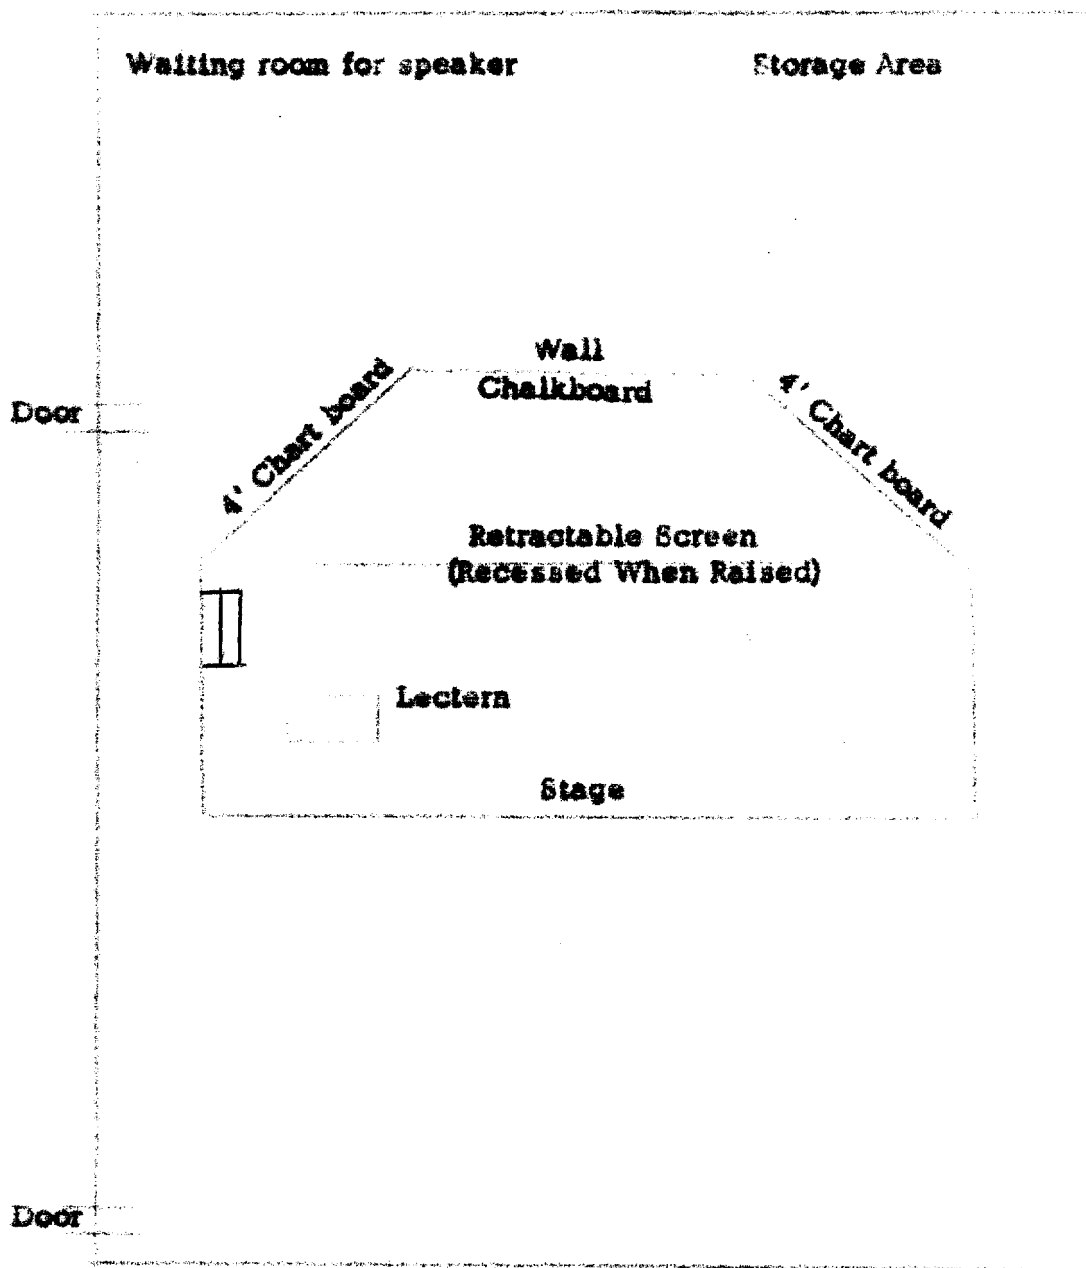 Waiting room for speaker
Storage Area
Wall
Chalkboard
Door
4' Chart board
4' Chart board
Retractable Screen
(Recessed When Raised)
Lectern
Stage
Door